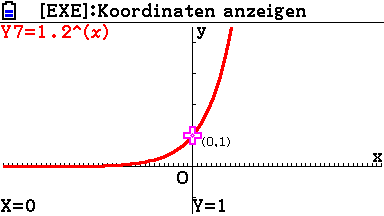 [EXE]:Koordinaten anzeigen
Y7=1.2^(x)
y
(0,1)
x
O
X=0
Y=1